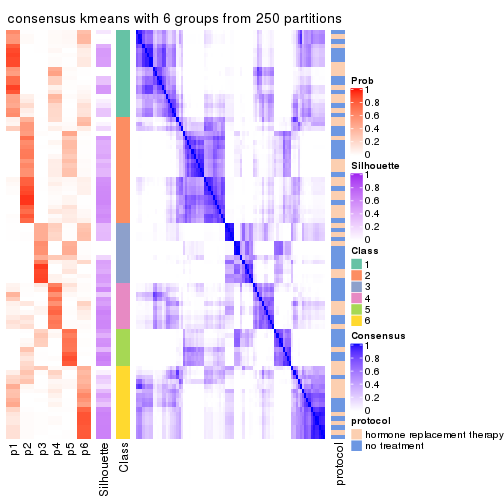 consensus kmeans with 6 groups from 250 partitions
Prob
1
0.8
0.6
0.4
0.2
0
Silhouette
1
0.8
0.6
0.4
0.2
0
Class
1
2
3
4
5
6
Consensus
1
0.8
0.6
0.4
0.2
0
protocol
hormone replacement therapy
no treatment
p1
p2
p3
p4
p5
p6
Silhouette
Class
protocol